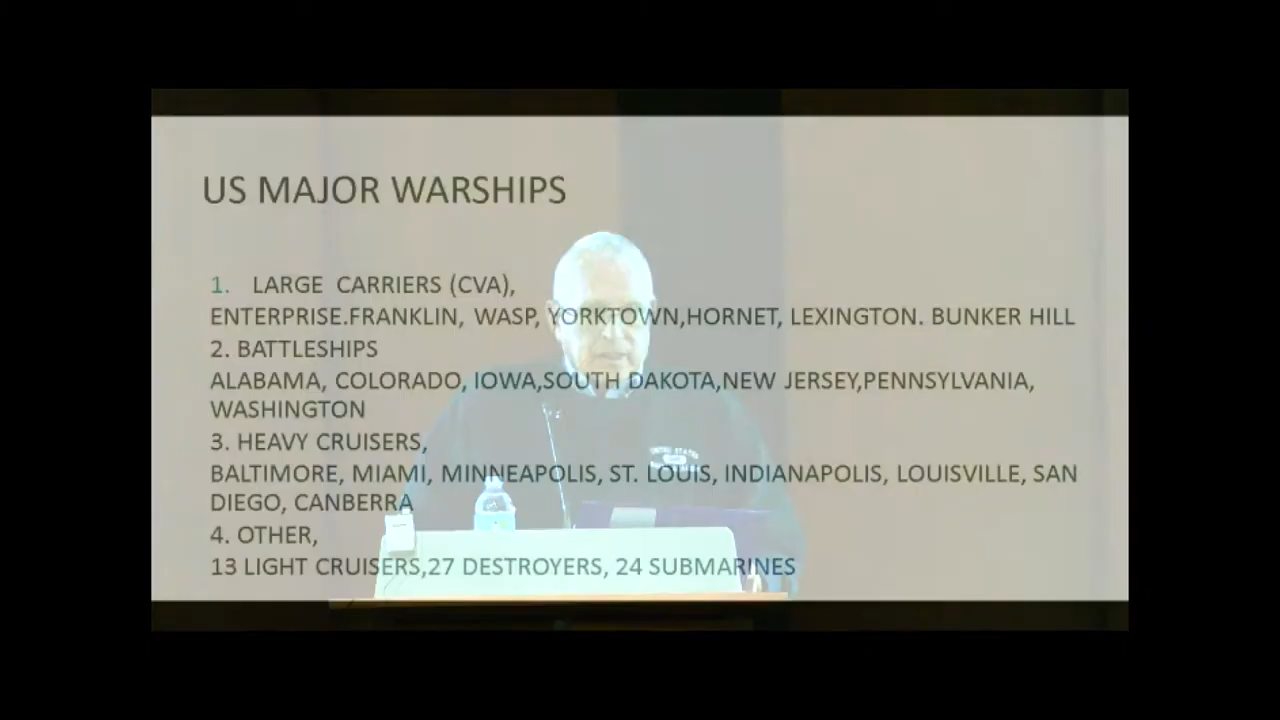 US MAJOR WARSHIPS
1. LARGE CARRIERS (CVA),
ENTERPRISE.FRANKLIN, WASP, YORKTOWN,HORNET, LEXINGTON. BUNKER HILL
2. BATTLESHIPS
ALABAMA, COLORADO, IOWA,SOUTH DAKOTA,NEW JERSEY,PENNSYLVANIA,
WASHINGTON
3. HEAVY CRUISERS,
BALTIMORE, MIAMI, MINNEAPOLIS, ST. LOUIS, INDIANAPOLIS, LOUISVILLE, SAN
DIEGO, CANBERRA
4. OTHER,
13 LIGHT CRUISERS,27 DESTROYERS, 24 SUBMARINES
UNITED STATES